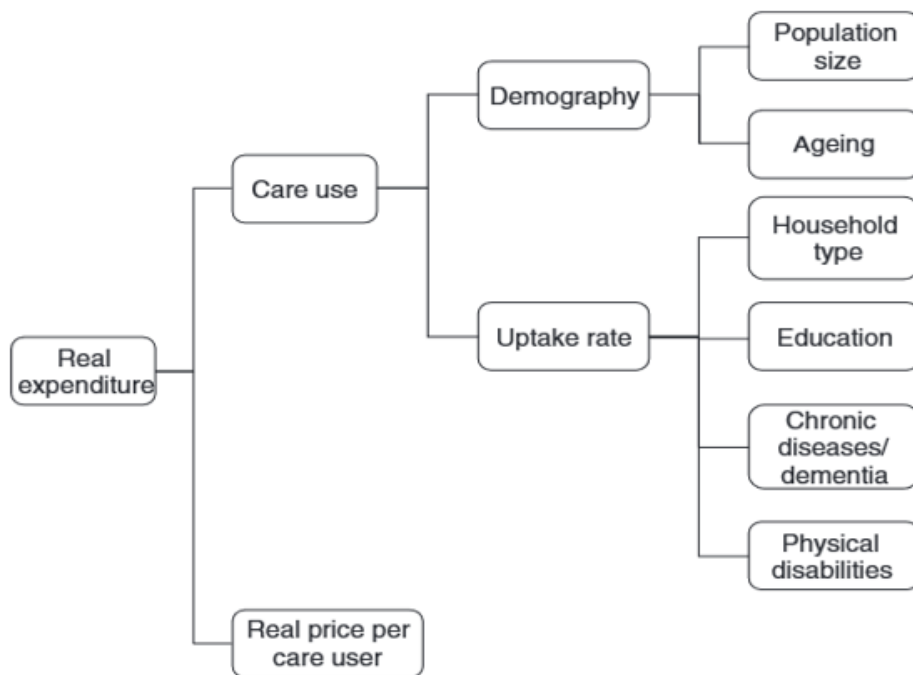 Population
size
Demography
Ageing
Care use
Household
type
Uptake rate
Education
Real
expenditure
Chronic
diseases/
dementia
Physical
disabilities
Real price per
care user